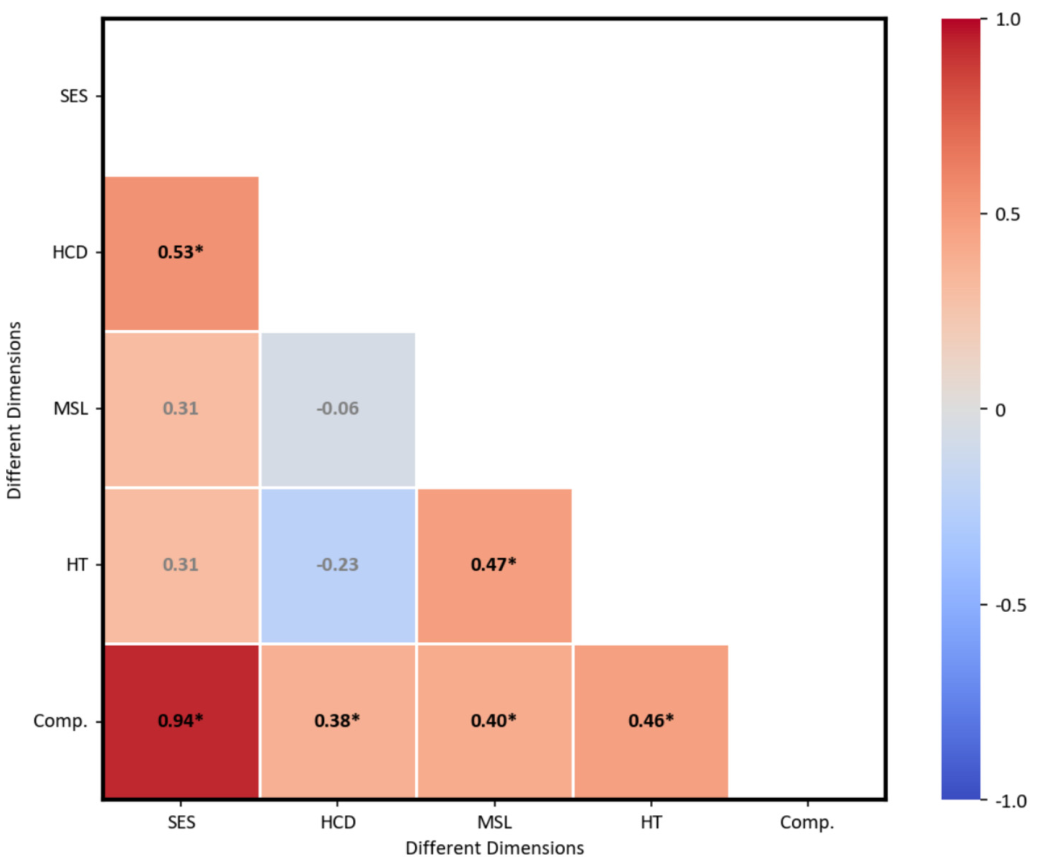 1.0
SES
0.5
HCD
0.53*
Different Dimensions
MSL
0.31
-0.06
0
HT
0.31
-0.23
0.47*
-0.5
Comp.
0.94*
0.38*
0.40*
0.46*
-1.0
SES
HCD
MSL
HT
Comp.
Different Dimensions